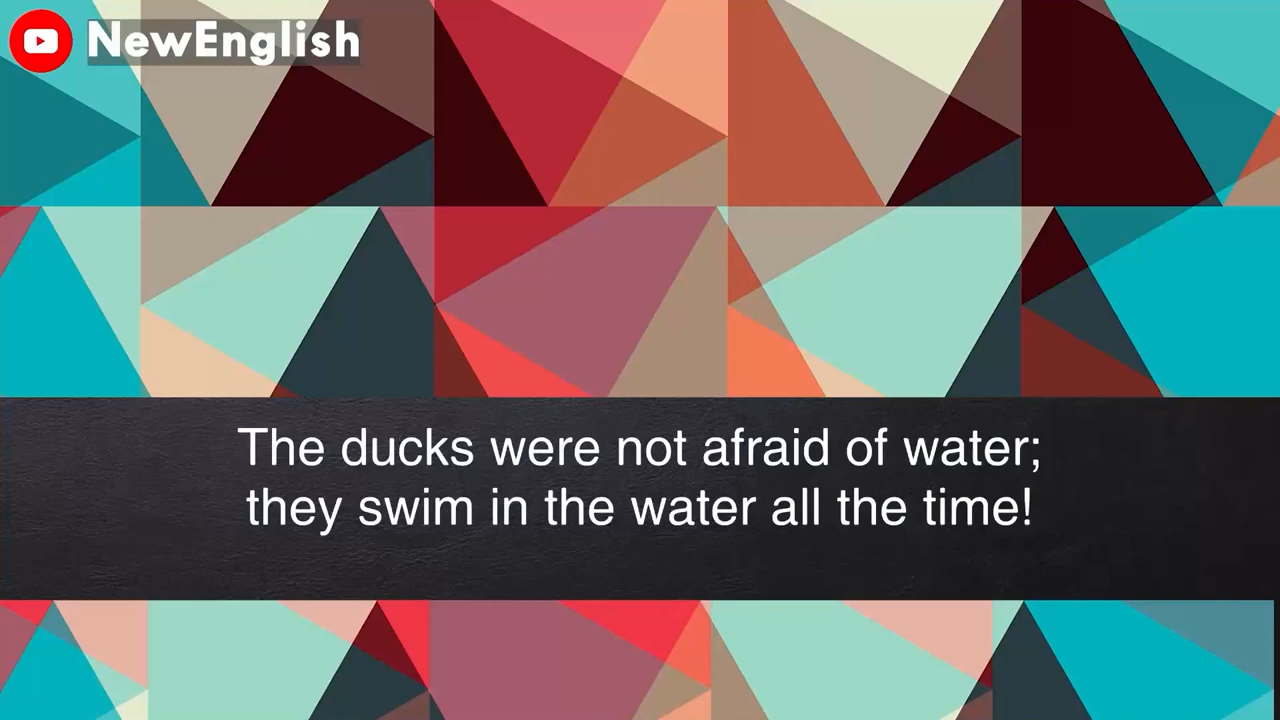 NewEnglish
The ducks were not afraid of water;
they swim in the water all the time!